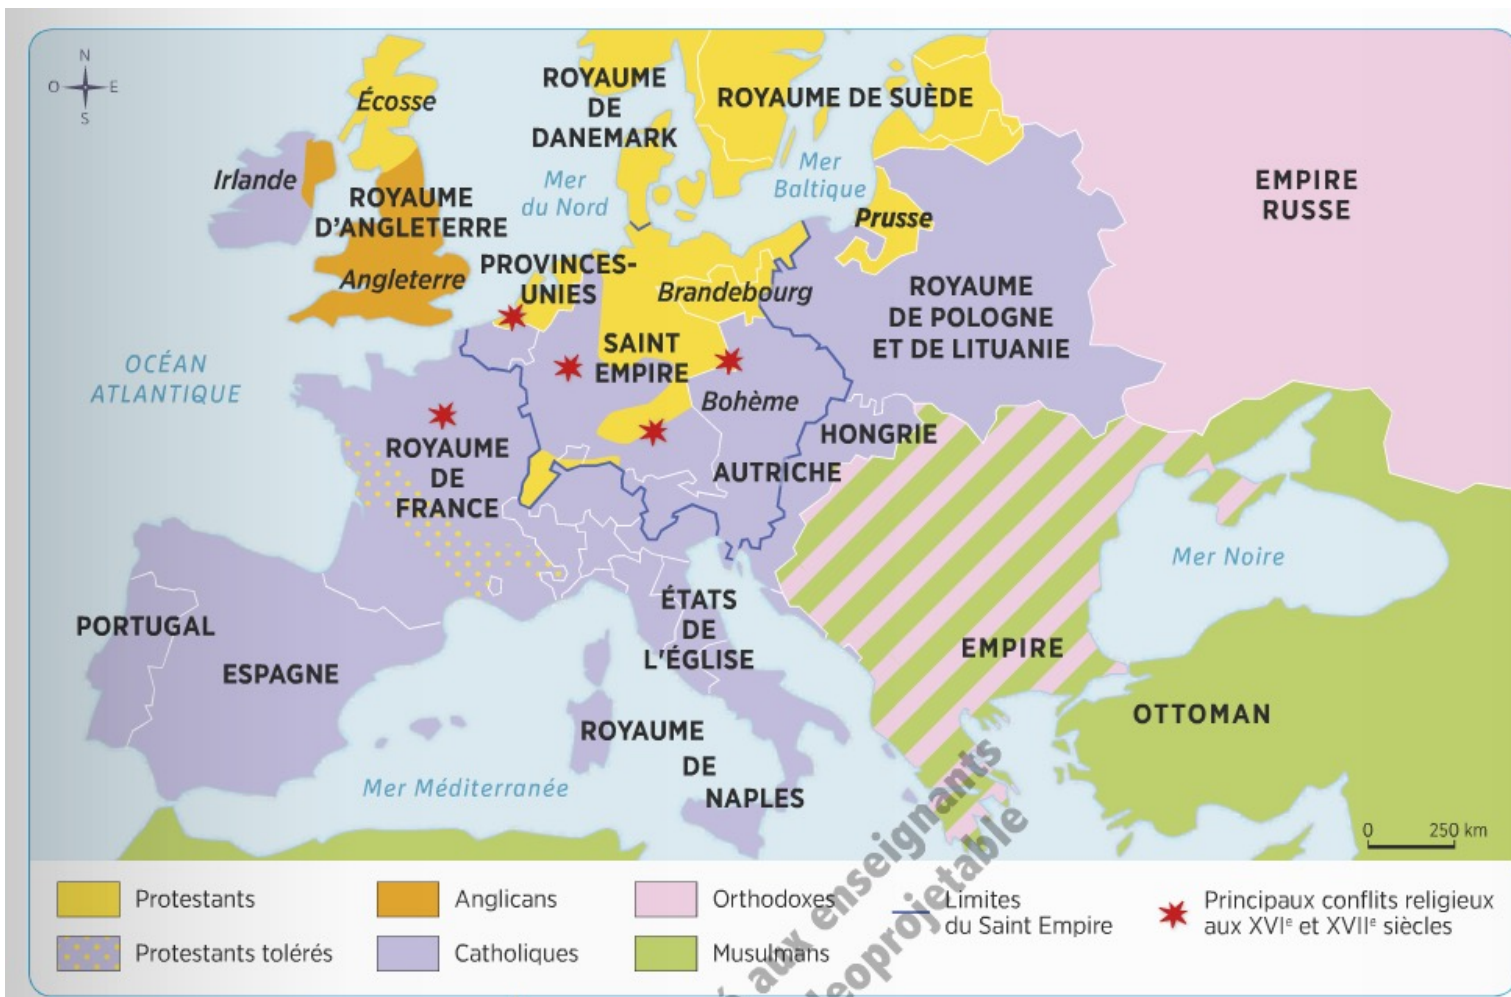 N
O
E
S
Écosse
Irlande
ROYAUME
D'ANGLETERRE
Angleterre
ROYAUME
DE
DANEMARK
ROYAUME DE SUÈDE
Mer
du Nord
Mer
Baltique
Prusse
EMPIRE
RUSSE
PROVINCES-
UNIES
Brandebourg
ROYAUME
DE POLOGNE
ET DE LITUANIE
OCÉAN
ATLANTIQUE
SAINT
EMPIRE
Bohème
HONGRIE
AUTRICHE
ROYAUME
DE
FRANCE
Mer Noire
PORTUGAL
ESPAGNE
ÉTATS
DE
L'ÉGLISE
EMPIRE
OTTOMAN
ROYAUME
DE
NAPLES
Mer Méditerranée
0 250 km
Protestants
Protestants tolérés
Anglicans
Catholiques
Orthodoxes
Musulmans
Limites
du Saint Empire
Principaux conflits religieux
aux XVIe et XVIIe siècles
aux enseignants